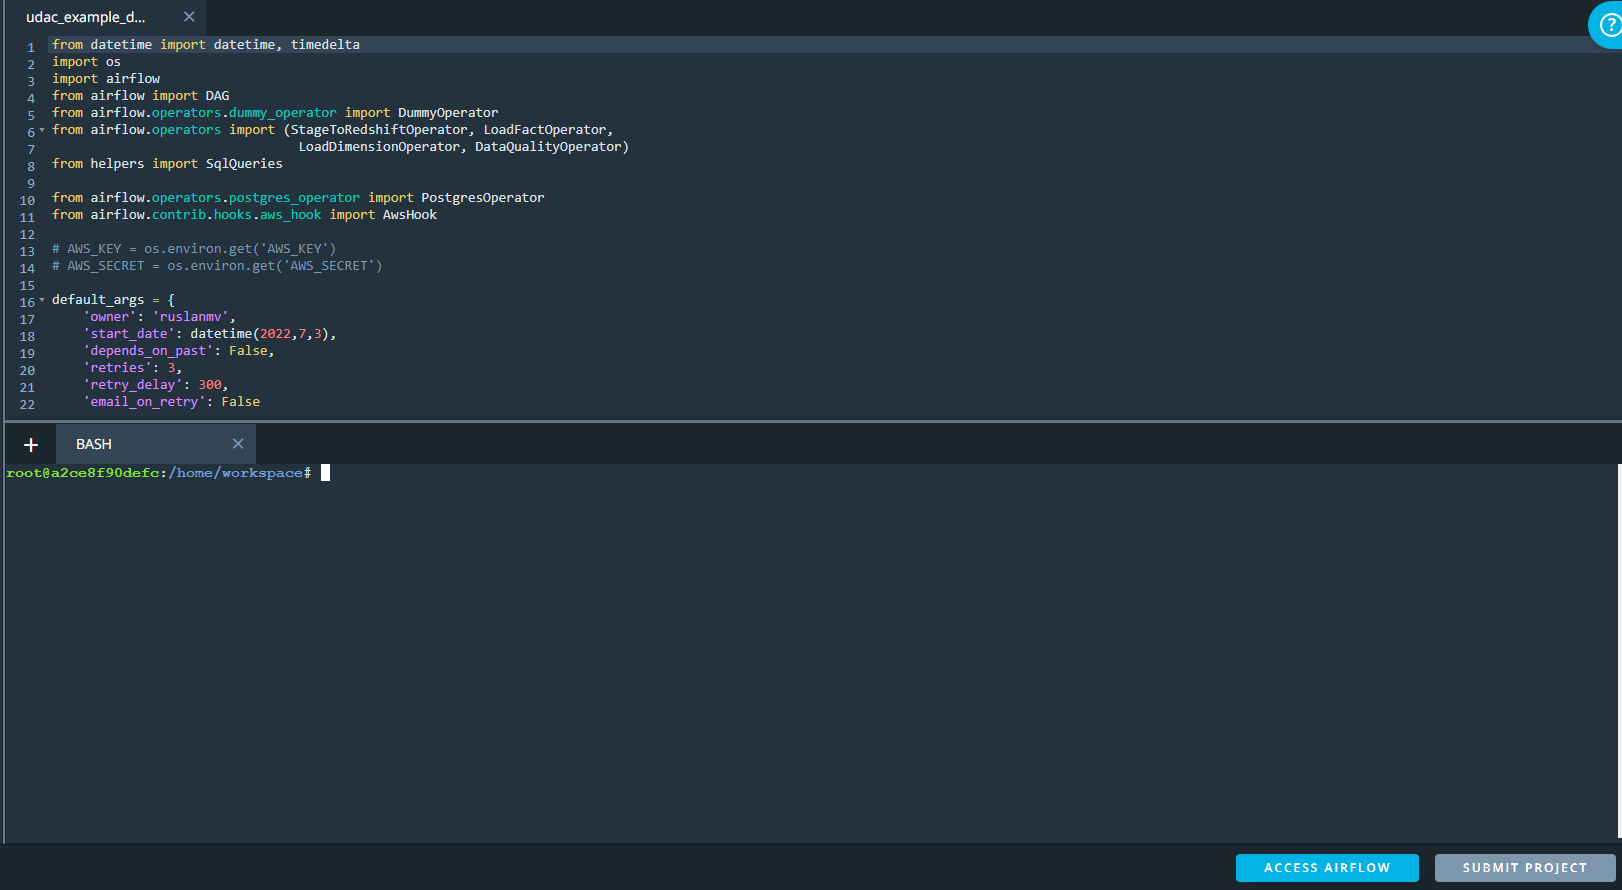 udac_example_d... ×
?
1 from datetime import datetime, timedelta
2 import os
3 import airflow
4 from airflow import DAG
5 from airflow.operators.dummy_operator import DummyOperator
6 from airflow.operators import (StageToRedshiftOperator, LoadFactOperator,
7                                 LoadDimensionOperator, DataQualityOperator)
8 from helpers import SqlQueries
9
10 from airflow.operators.postgres_operator import PostgresOperator
11 from airflow.contrib.hooks.aws_hook import AwsHook
12
13 # AWS_KEY = os.environ.get('AWS_KEY')
14 # AWS_SECRET = os.environ.get('AWS_SECRET')
15
16 default_args = {
17     'owner': 'ruslanmv',
18     'start_date': datetime(2022,7,3),
19     'depends_on_past': False,
20     'retries': 3,
21     'retry_delay': 300,
22     'email_on_retry': False
+ BASH ×
root@a2ce8f90defc:/home/workspace#
ACCESS AIRFLOW SUBMIT PROJECT